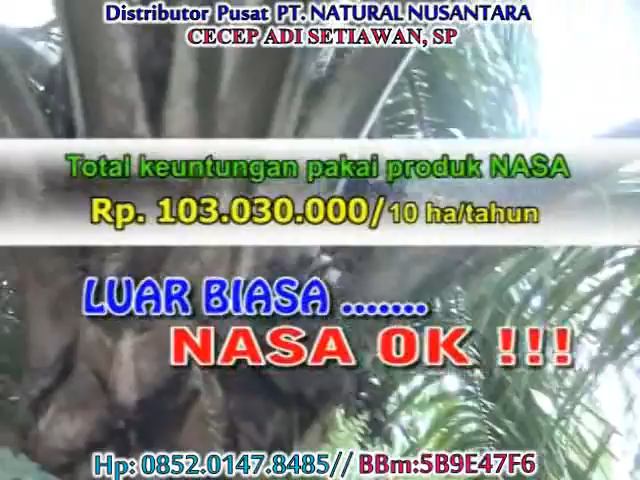 Distributor Pusat PT. NATURAL NUSANTARA
CECEP ADI SETIAWAN, SP
Total keuntungan pakai produk NASA
Rp. 103.030.000/10 ha/tahun
LUAR BIASA .......
NASA OK !!!
Hp: 0852.0147.8485// BBm:5B9E47F6